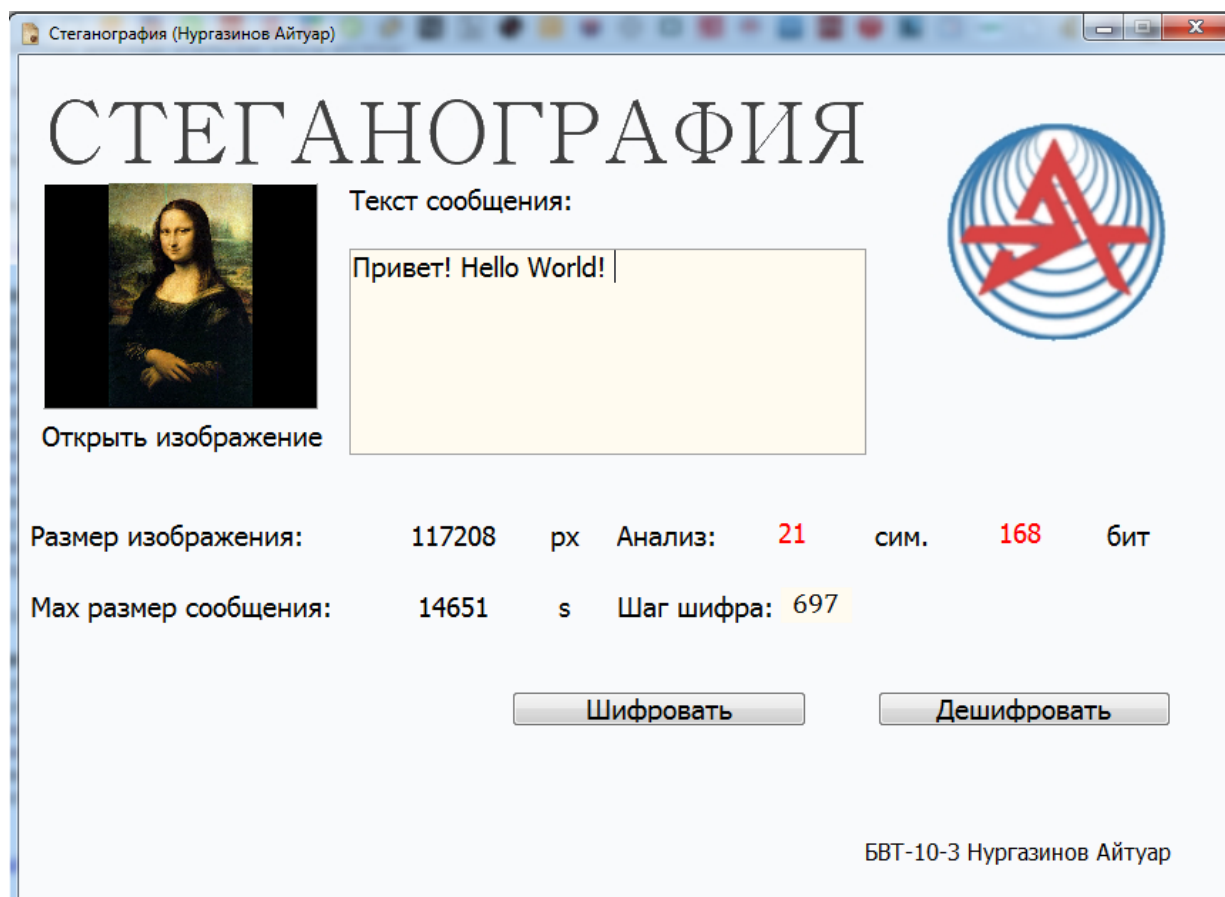 Стеганография (Нургазинов Айтуар)
СТЕГАНОГРАФИЯ
Текст сообщения:
Привет! Hello World!
Открыть изображение
Размер изображения: 117208 px Анализ: 21 сим. 168 бит
Мах размер сообщения: 14651 s Шаг шифра: 697
Шифровать Дешифровать
БВТ-10-3 Нургазинов Айтуар